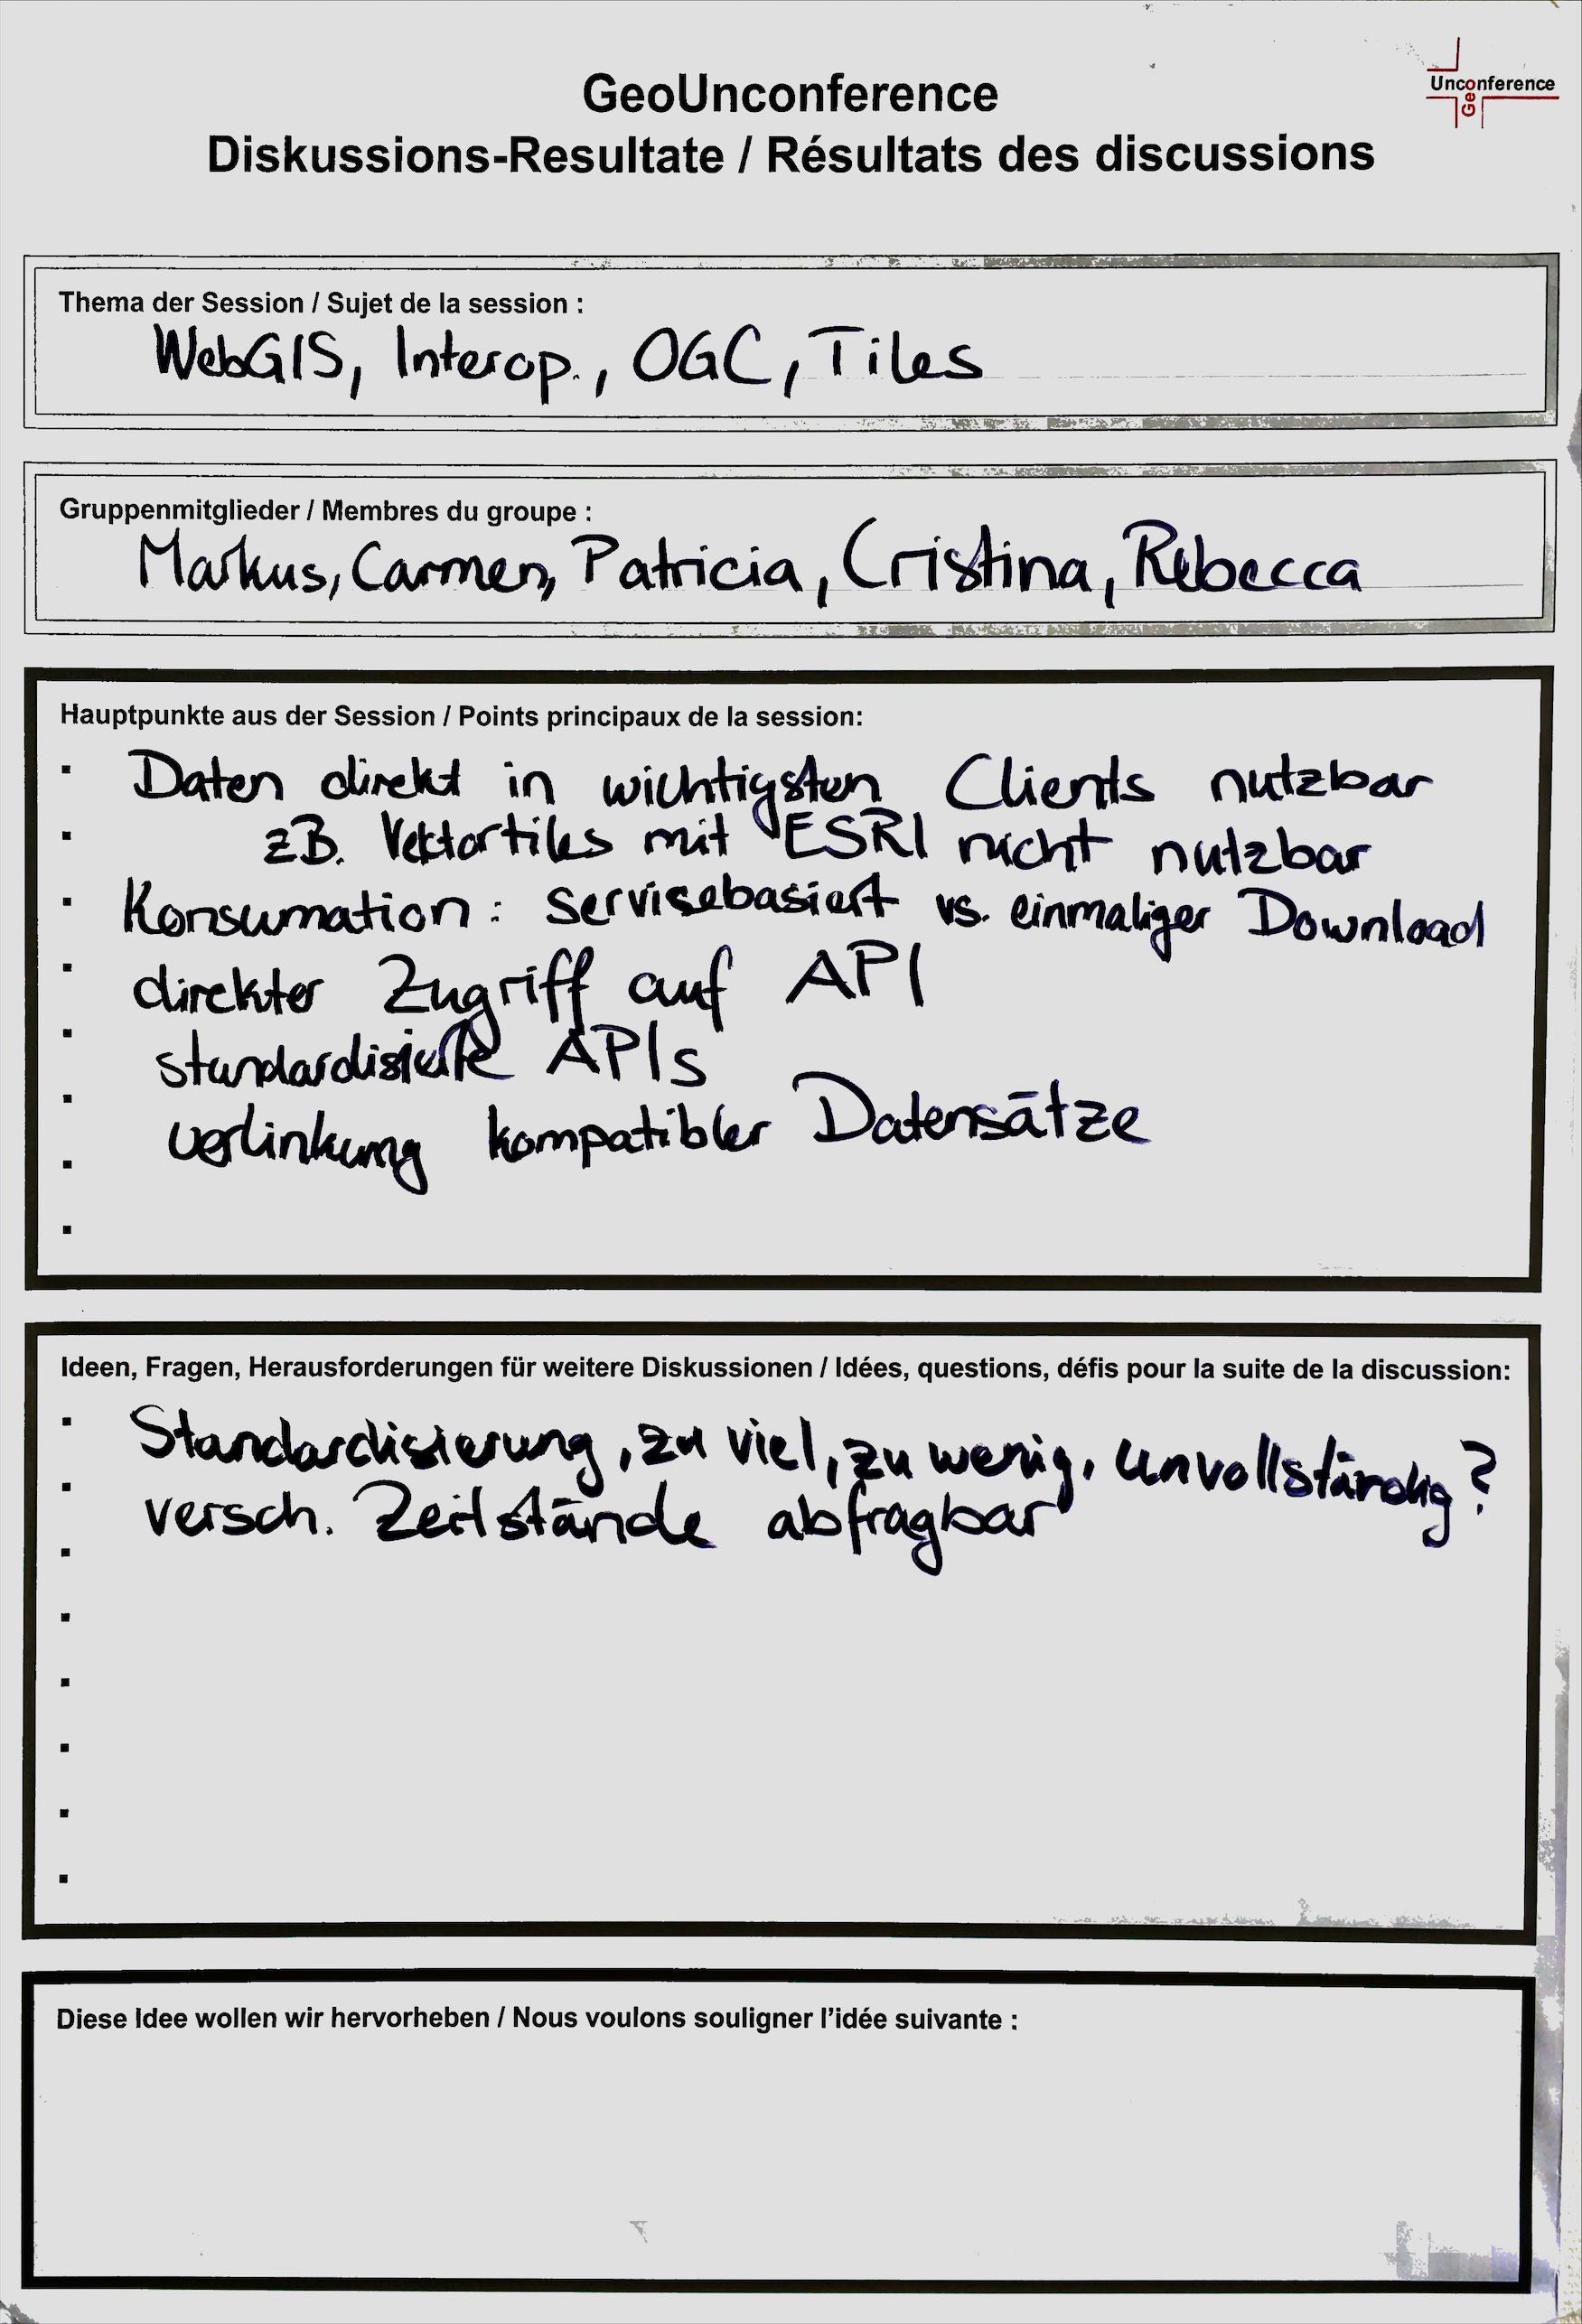 GeoUnconference
Unconference
Geo
Diskussions-Resultate / Résultats des discussions
Thema der Session / Sujet de la session :
WebGIS, Interop., OGC, Tiles
Gruppenmitglieder / Membres du groupe :
Markus, Carmen, Patricia, Cristina, Rebecca
Hauptpunkte aus der Session / Points principaux de la session:
▪ Daten direkt in wichtigsten Clients nutzbar
▪ zB. Vektortiles mit ESRI nicht nutzbar
▪ Konsumation: servisebasiert vs. einmaliger Download
▪ direkter Zugriff auf API
▪ standardisierte APIs
▪ verlinkung kompatibler Datensätze
▪
▪
Ideen, Fragen, Herausforderungen für weitere Diskussionen / Idées, questions, défis pour la suite de la discussion:
▪ Standardisierung, zu viel, zu wenig, unvollständig?
▪ versch. Zeitstände abfragbar
▪
▪
▪
▪
▪
▪
Diese Idee wollen wir hervorheben / Nous voulons souligner l'idée suivante :